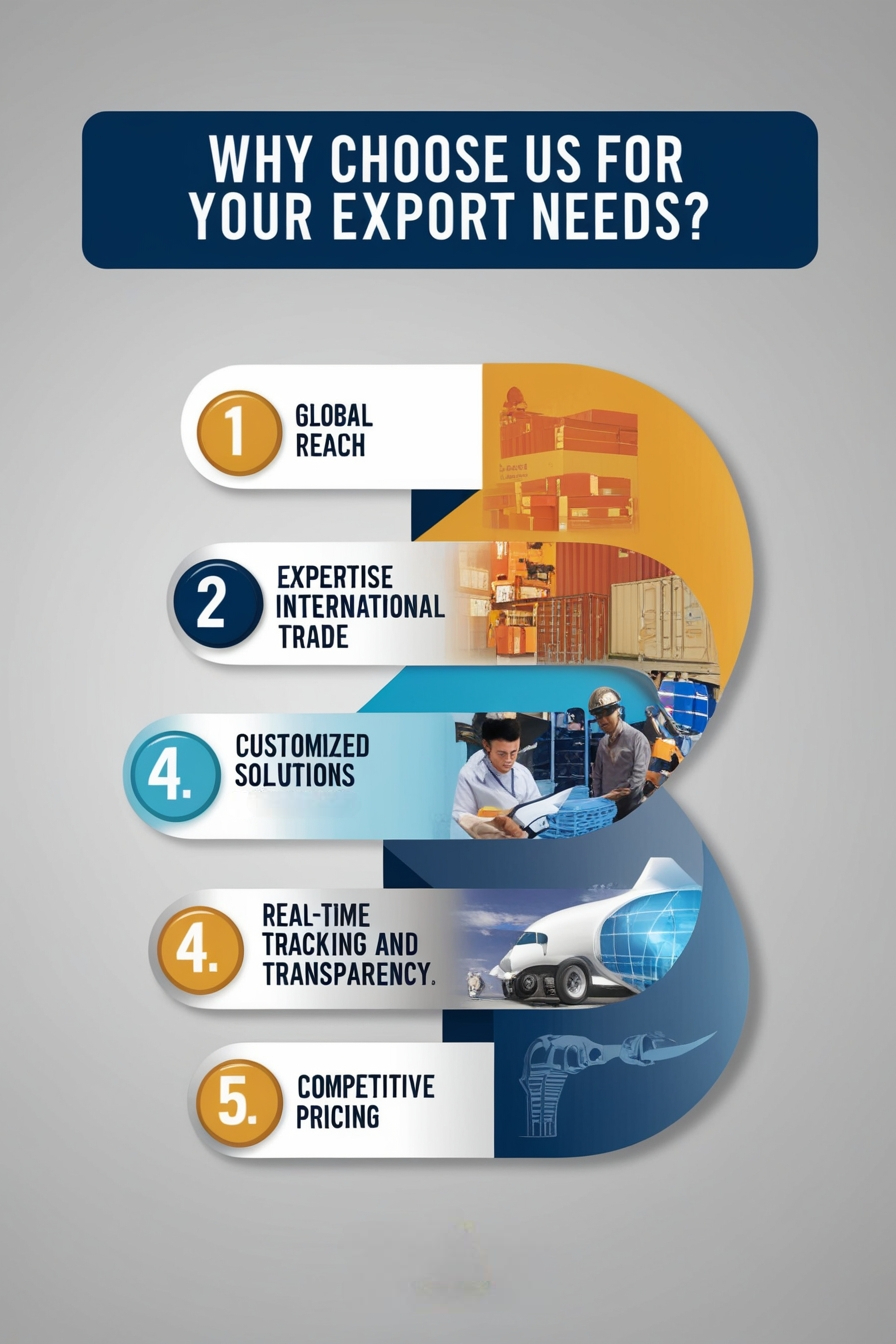 WHY CHOOSE US FOR
YOUR EXPORT NEEDS?
1
GLOBAL
REACH
2
EXPERTISE
INTERNATIONAL
TRADE
4.
CUSTOMIZED
SOLUTIONS
4.
REAL-TIME
TRACKING AND
TRANSPARENCY.
5.
COMPETITIVE
PRICING